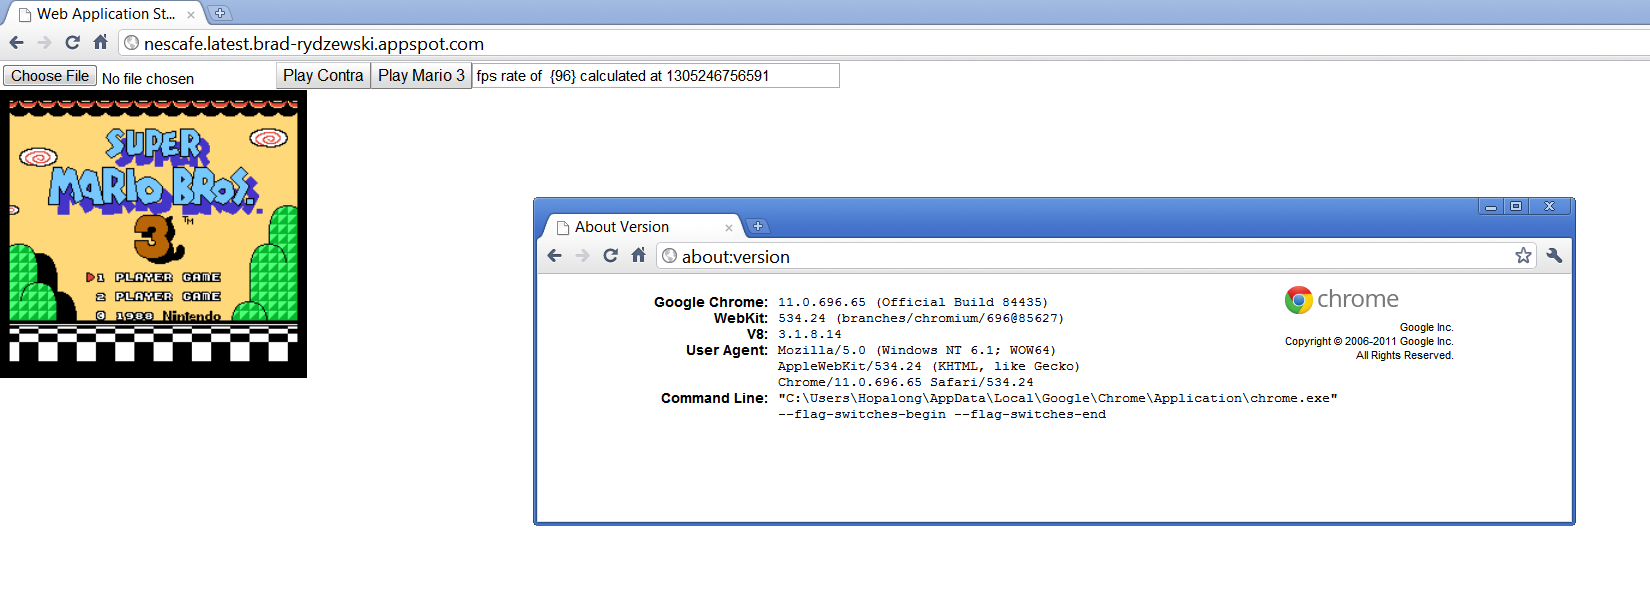 Web Application St...
nescafe.latest.brad-rydzewski.appspot.com
Choose File No file chosen Play Contra Play Mario 3 fps rate of {96} calculated at 1305246756591
SUPER
MARIO BROS.
3 TM
1 PLAYER GAME
2 PLAYER GAME
© 1988 Nintendo
About Version
about:version
chrome
Google Inc.
Copyright © 2006-2011 Google Inc.
All Rights Reserved.
Google Chrome: 11.0.696.65 (Official Build 84435)
WebKit: 534.24 (branches/chromium/696@85627)
V8: 3.1.8.14
User Agent: Mozilla/5.0 (Windows NT 6.1; WOW64)
AppleWebKit/534.24 (KHTML, like Gecko)
Chrome/11.0.696.65 Safari/534.24
Command Line: "C:\Users\Hopalong\AppData\Local\Google\Chrome\Application\chrome.exe"
--flag-switches-begin --flag-switches-end